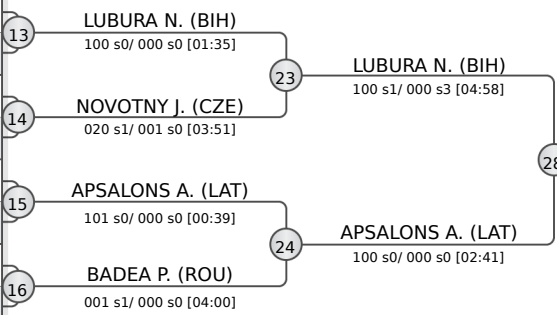 13
LUBURA N. (BIH)
100 s0/ 000 s0 [01:35]
23
LUBURA N. (BIH)
100 s1/ 000 s3 [04:58]
14
NOVOTNY J. (CZE)
020 s1/ 001 s0 [03:51]
28
15
APSALONS A. (LAT)
101 s0/ 000 s0 [00:39]
24
APSALONS A. (LAT)
100 s0/ 000 s0 [02:41]
16
BADEA P. (ROU)
001 s1/ 000 s0 [04:00]